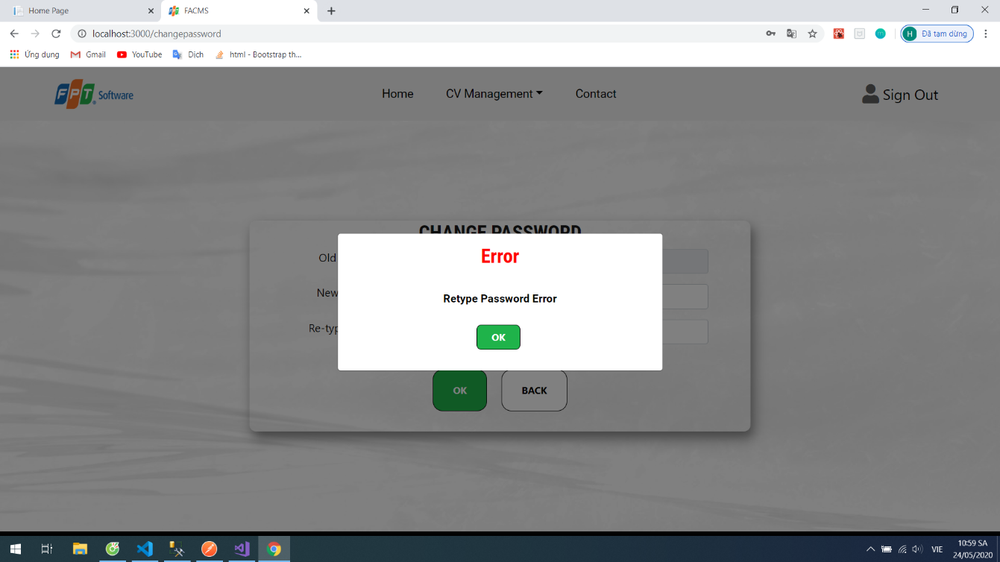 Home Page
FACMS
localhost:3000/changepassword
H Đã tạm dừng
Ứng dụng Gmail YouTube Dịch html - Bootstrap th...
FPT Software Home CV Management Contact Sign Out
CHANGE PASSWORD
Error
Old
New
Retype Password Error
Re-typ
OK
OK BACK
VIE
10:59 SA
24/05/2020